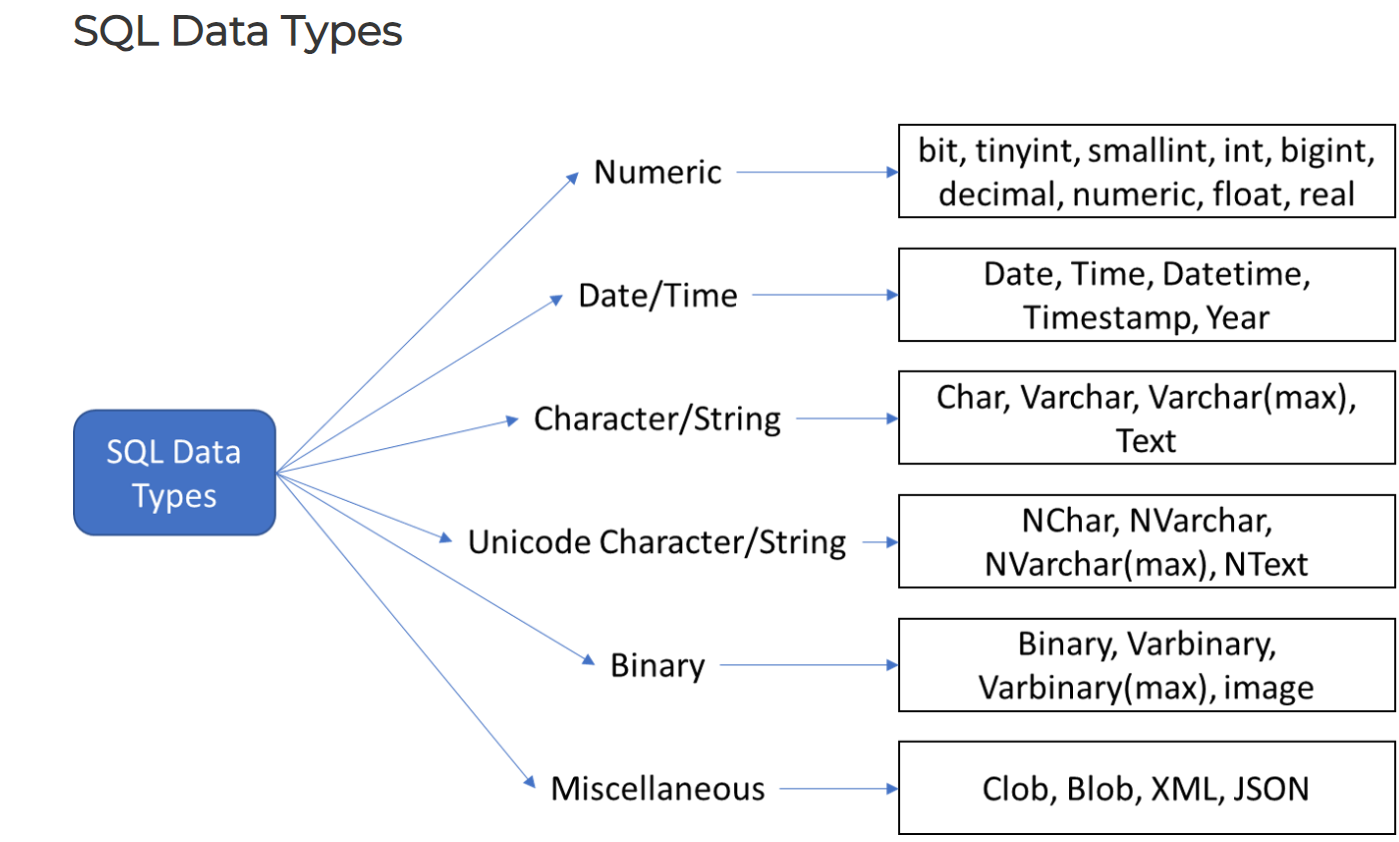 SQL Data Types
Numeric
bit, tinyint, smallint, int, bigint,
decimal, numeric, float, real
Date/Time
Date, Time, Datetime,
Timestamp, Year
Character/String
Char, Varchar, Varchar(max),
Text
SQL Data
Types
Unicode Character/String
NChar, NVarchar,
NVarchar(max), NText
Binary
Binary, Varbinary,
Varbinary(max), image
Miscellaneous
Clob, Blob, XML, JSON